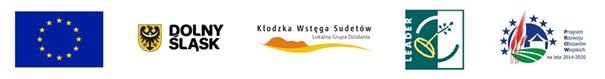 DOLNY
ŚLĄSK
Kłodzka Wstęga Sudetów
Lokalna Grupa Działania
LEADER
Program
Rozwoju
Obszarów
Wiejskich
na lata 2014-2020